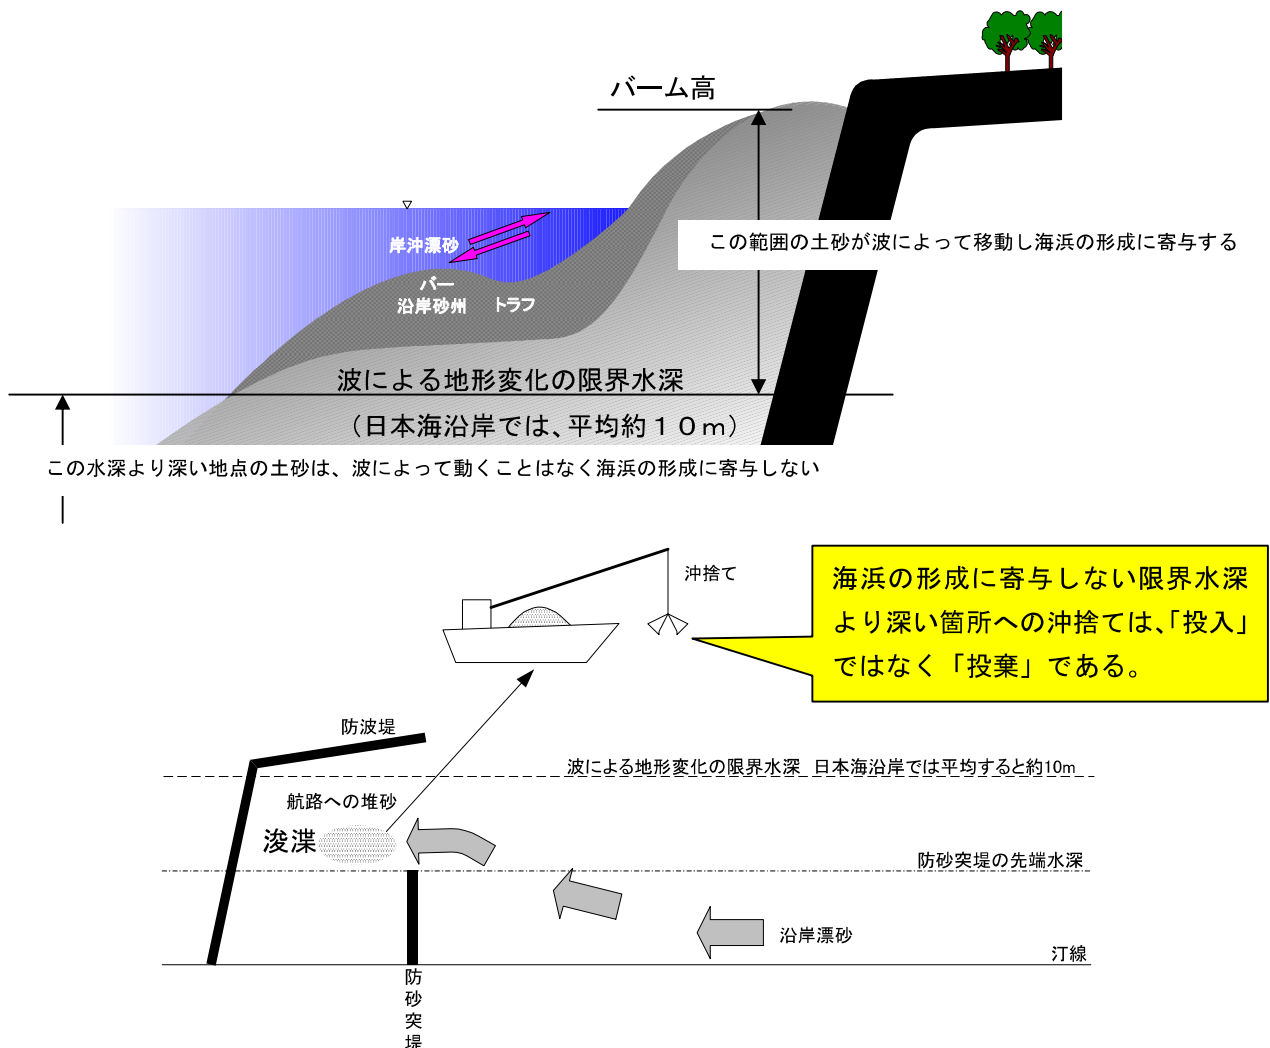 バーム高
岸沖漂砂
この範囲の土砂が波によって移動し海浜の形成に寄与する
バー
沿岸砂州
トラフ
波による地形変化の限界水深
（日本海沿岸では、平均約１０ｍ）
この水深より深い地点の土砂は、波によって動くことはなく海浜の形成に寄与しない
沖捨て
海浜の形成に寄与しない限界水深
より深い箇所への沖捨ては、「投入」
ではなく「投棄」である。
防波堤
波による地形変化の限界水深 日本海沿岸では平均すると約10m
航路への堆砂
浚渫
防砂突堤の先端水深
沿岸漂砂
汀線
防砂突堤